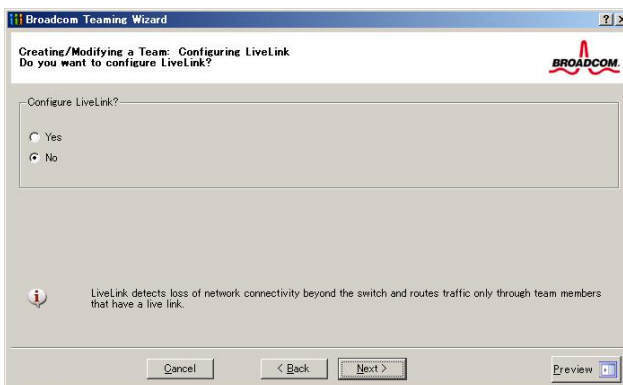 Broadcom Teaming Wizard
Creating/Modifying a Team: Configuring LiveLink
Do you want to configure LiveLink?
BROADCOM.
Configure LiveLink?
Yes
No
LiveLink detects loss of network connectivity beyond the switch and routes traffic only through team members
that have a live link.
Cancel
< Back
Next >
Preview